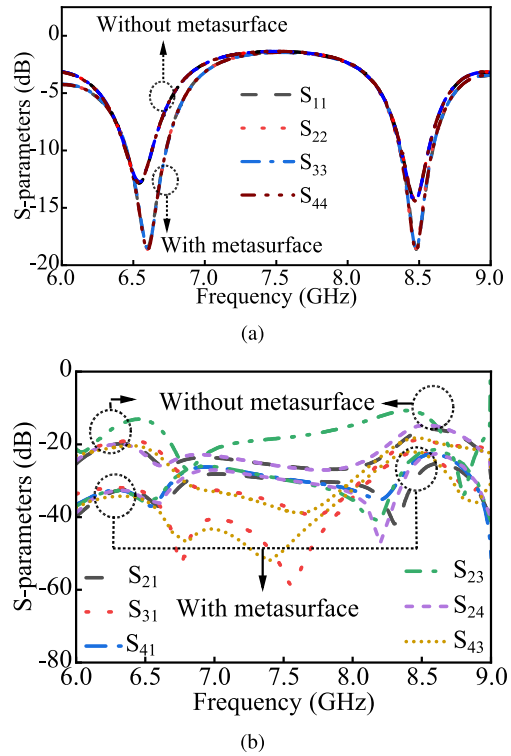 0
-5
-10
-15
-20
S-parameters (dB)
Without metasurface
S11
S22
S33
S44
With metasurface
6.0 6.5 7.0 7.5 8.0 8.5 9.0
Frequency (GHz)
(a)
0
-20
-40
-60
-80
S-parameters (dB)
Without metasurface
With metasurface
S21
S31
S41
S23
S24
S43
6.0 6.5 7.0 7.5 8.0 8.5 9.0
Frequency (GHz)
(b)